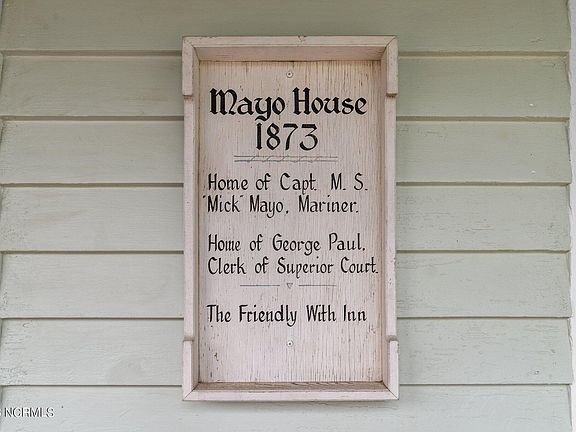 Mayo House
1873
Home of Capt. M. S.
"Mick" Mayo, Mariner.
Home of George Paul,
Clerk of Superior Court.
The Friendly With Inn
NCRMLS